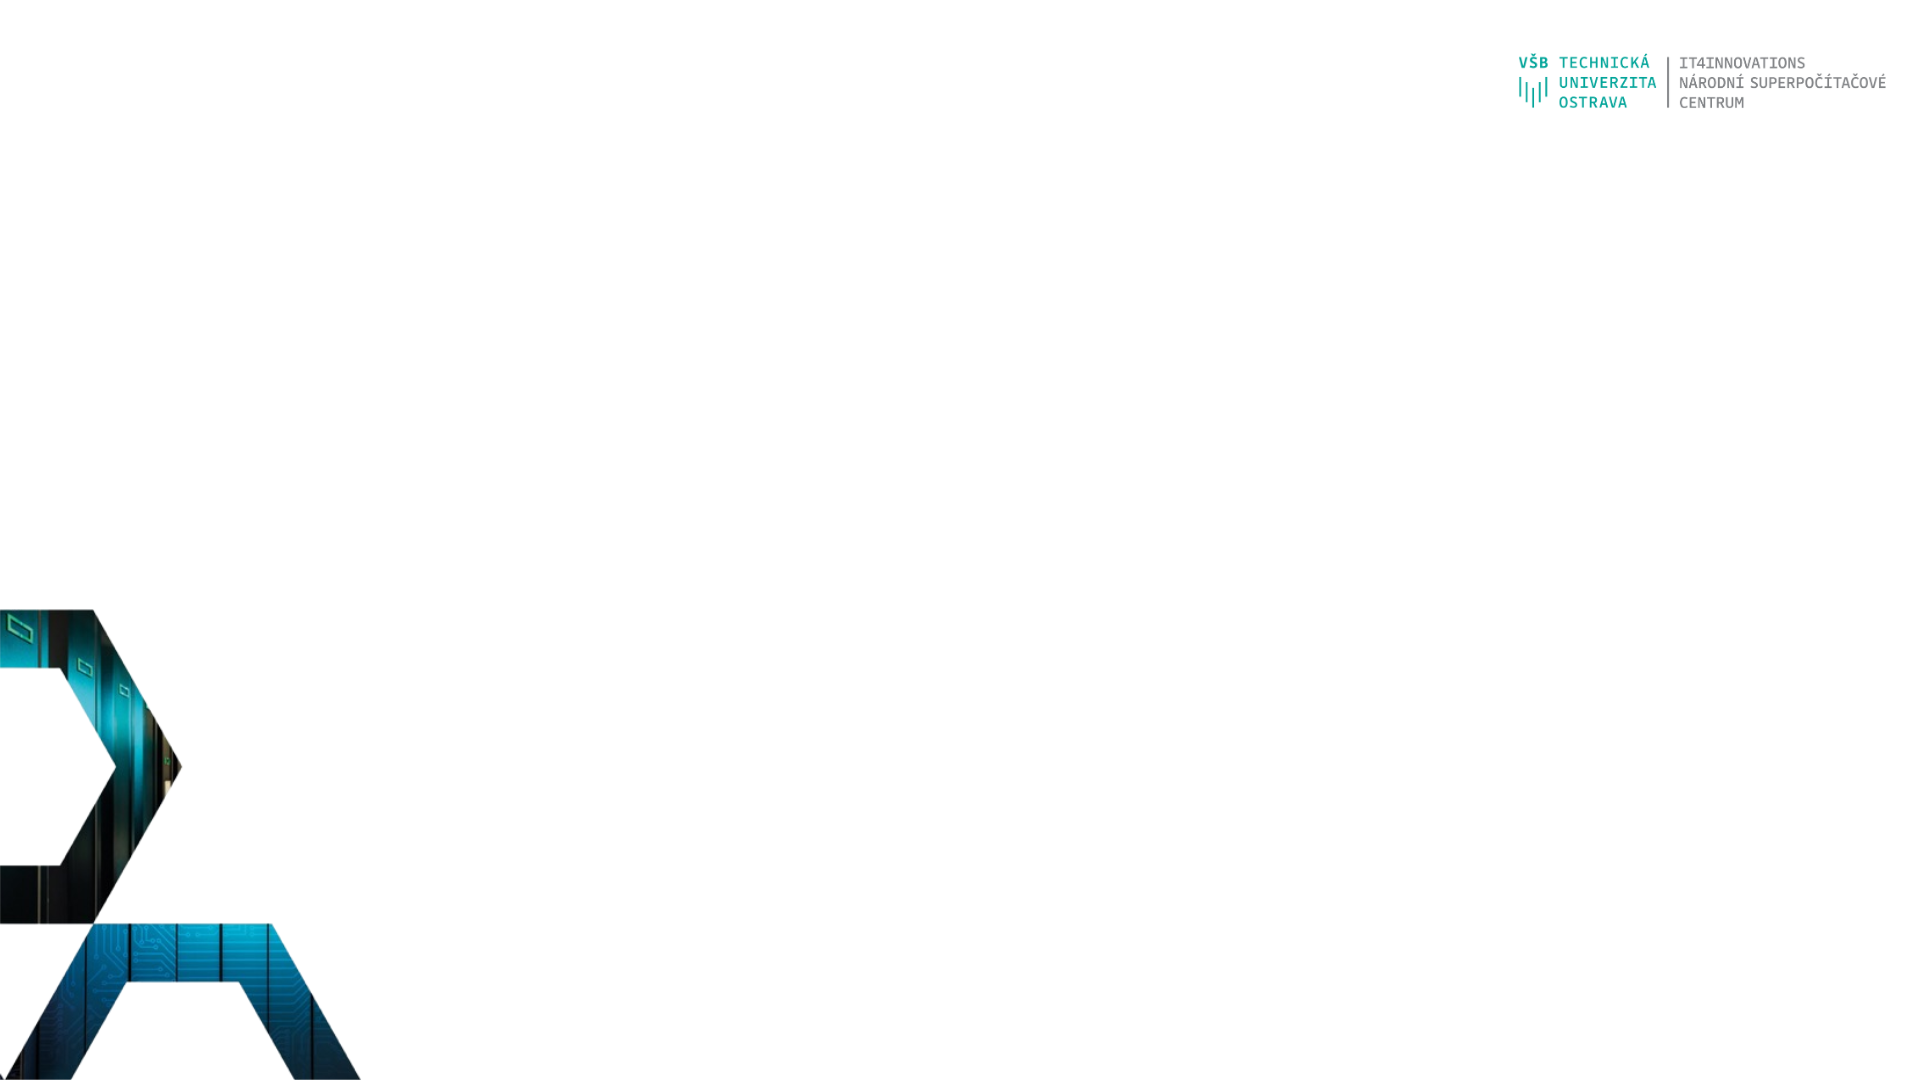 VŠB TECHNICKÁ
UNIVERZITA
OSTRAVA
IT4INNOVATIONS
NÁRODNÍ SUPERPOČÍTAČOVÉ
CENTRUM